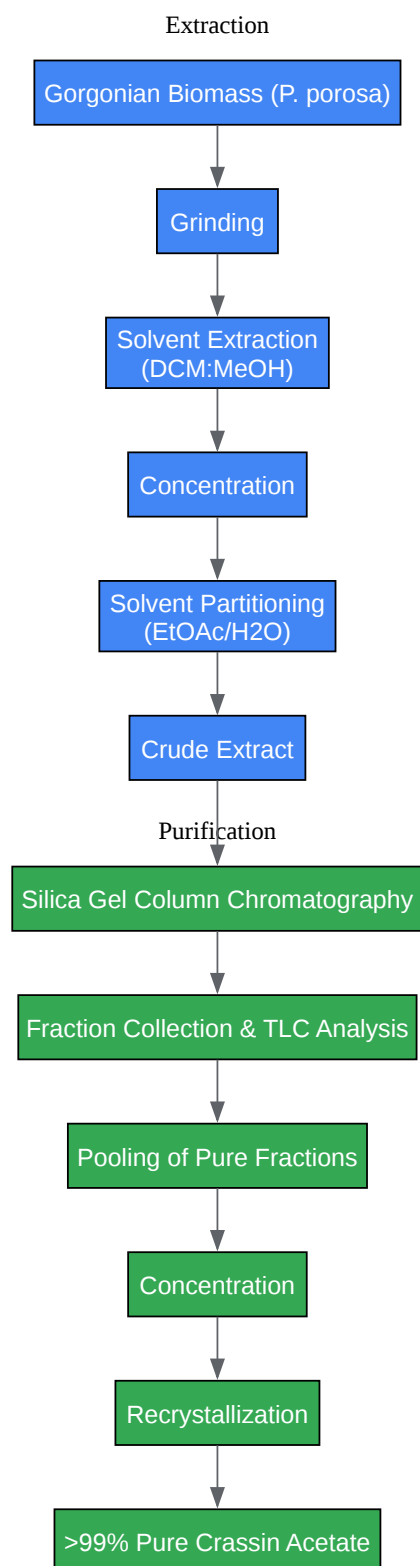 Extraction
Gorgonian Biomass (P. porosa)
Grinding
Solvent Extraction
(DCM:MeOH)
Concentration
Solvent Partitioning
(EtOAc/H2O)
Crude Extract
Purification
Silica Gel Column Chromatography
Fraction Collection & TLC Analysis
Pooling of Pure Fractions
Concentration
Recrystallization
>99% Pure Crassin Acetate